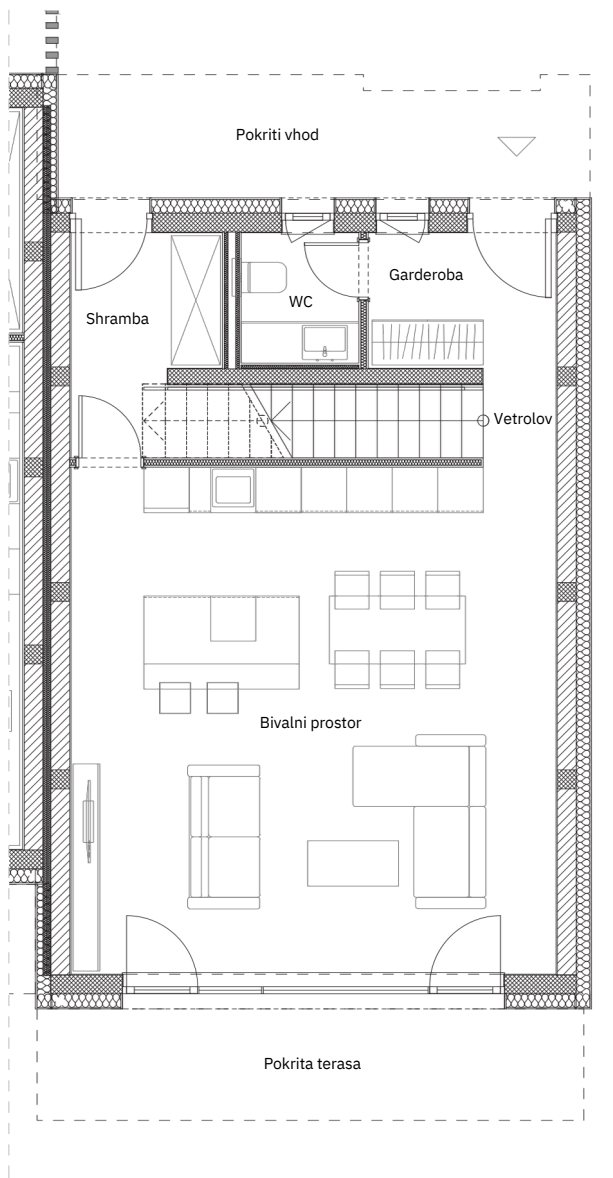 Pokriti vhod
Garderoba
WC
Shramba
Vetrolov
Bivalni prostor
Pokrita terasa